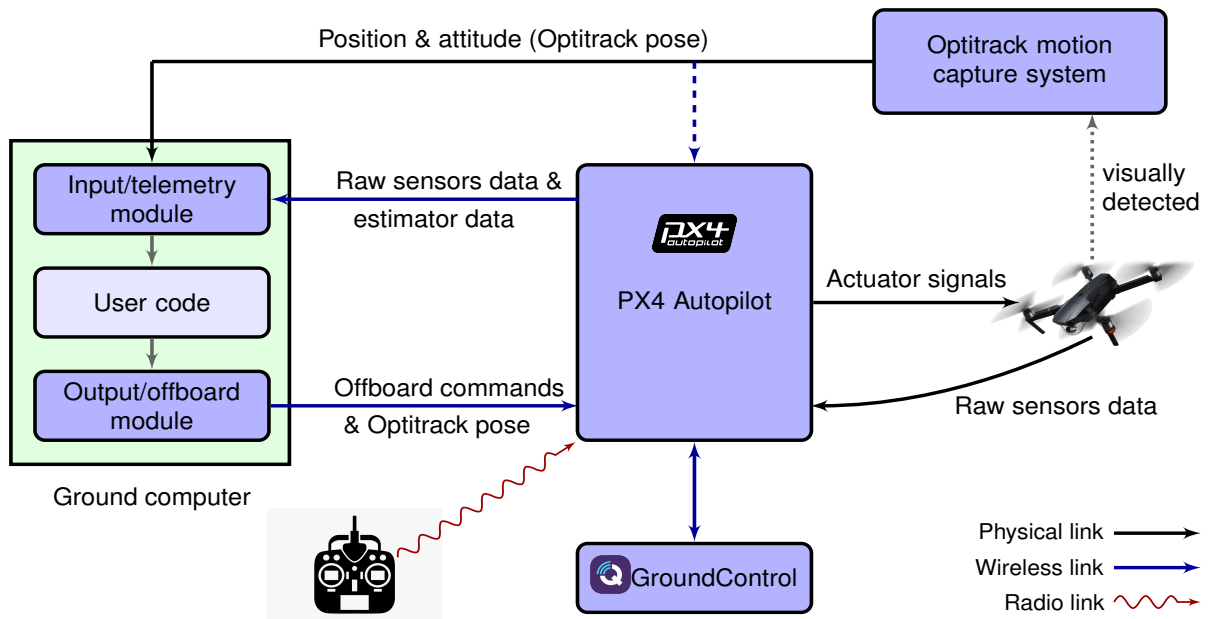 Position & attitude (Optitrack pose)
Optitrack motion
capture system
Input/telemetry
module
Raw sensors data &
estimator data
visually
detected
px4
autopilot
User code
PX4 Autopilot
Actuator signals
Output/offboard
module
Offboard commands
& Optitrack pose
Raw sensors data
Ground computer
GroundControl
Physical link
Wireless link
Radio link